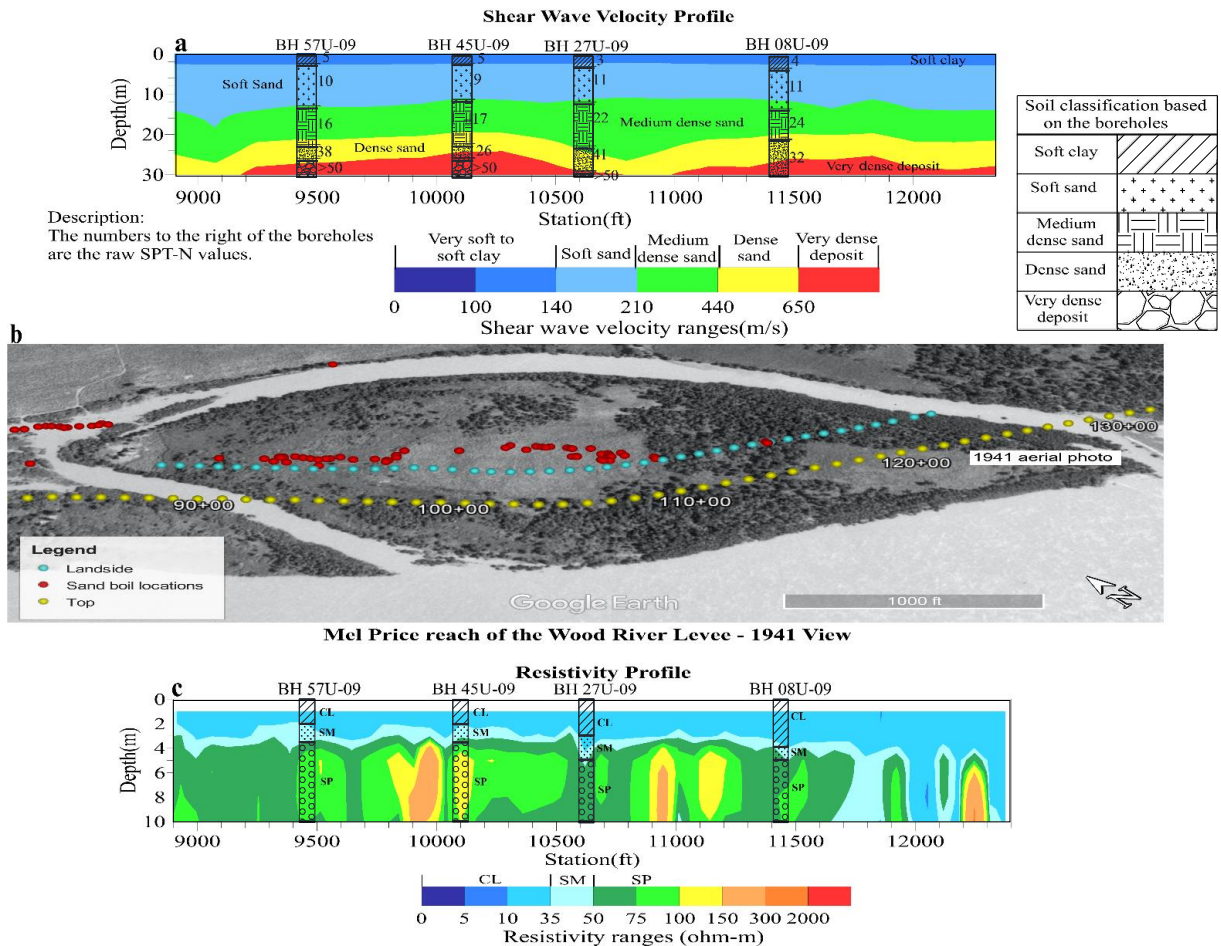 Shear Wave Velocity Profile
a
BH 57U-09 BH 45U-09 BH 27U-09 BH 08U-09
0
10
20
30
Depth(m)
5 5 3 4 Soft clay
Soft Sand 10 9 11 11
16 17 22 Medium dense sand 24
38 Dense sand 26 41 32
>50 >50 >50 Very dense deposit
9000 9500 10000 10500 11000 11500 12000
Station(ft)
Description:
The numbers to the right of the boreholes
are the raw SPT-N values.
Very soft to soft clay
Soft sand
Medium dense sand
Dense sand
Very dense deposit
0 100 140 210 440 650
Shear wave velocity ranges(m/s)
Soil classification based
on the boreholes
Soft clay
Soft sand
Medium
dense sand
Dense sand
Very dense
deposit
b
90+00
100+00
110+00
120+00
130+00
1941 aerial photo
Legend
Landside
Sand boil locations
Top
Google Earth
1000 ft
N
Mel Price reach of the Wood River Levee - 1941 View
Resistivity Profile
c
BH 57U-09 BH 45U-09 BH 27U-09 BH 08U-09
0
2
4
6
8
10
Depth(m)
CL CL CL CL
SM SM SM SM
SP SP SP SP
9000 9500 10000 10500 11000 11500 12000
Station(ft)
CL SM SP
0 5 10 35 50 75 100 150 300 2000
Resistivity ranges (ohm-m)